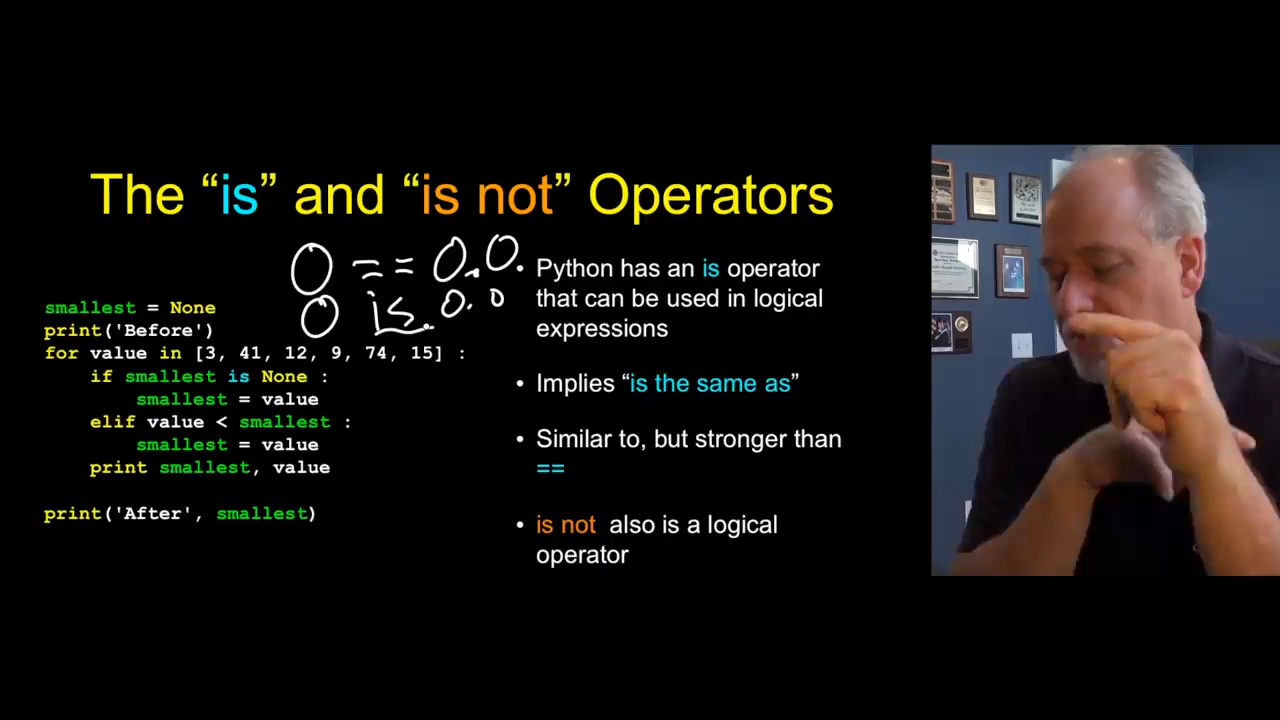 The “is” and “is not” Operators
0 == 0.0
0 is 0.0
smallest = None
print('Before')
for value in [3, 41, 12, 9, 74, 15] :
    if smallest is None :
        smallest = value
    elif value < smallest :
        smallest = value
    print smallest, value
print('After', smallest)
• Python has an is operator
that can be used in logical
expressions
• Implies “is the same as”
• Similar to, but stronger than
==
• is not also is a logical
operator